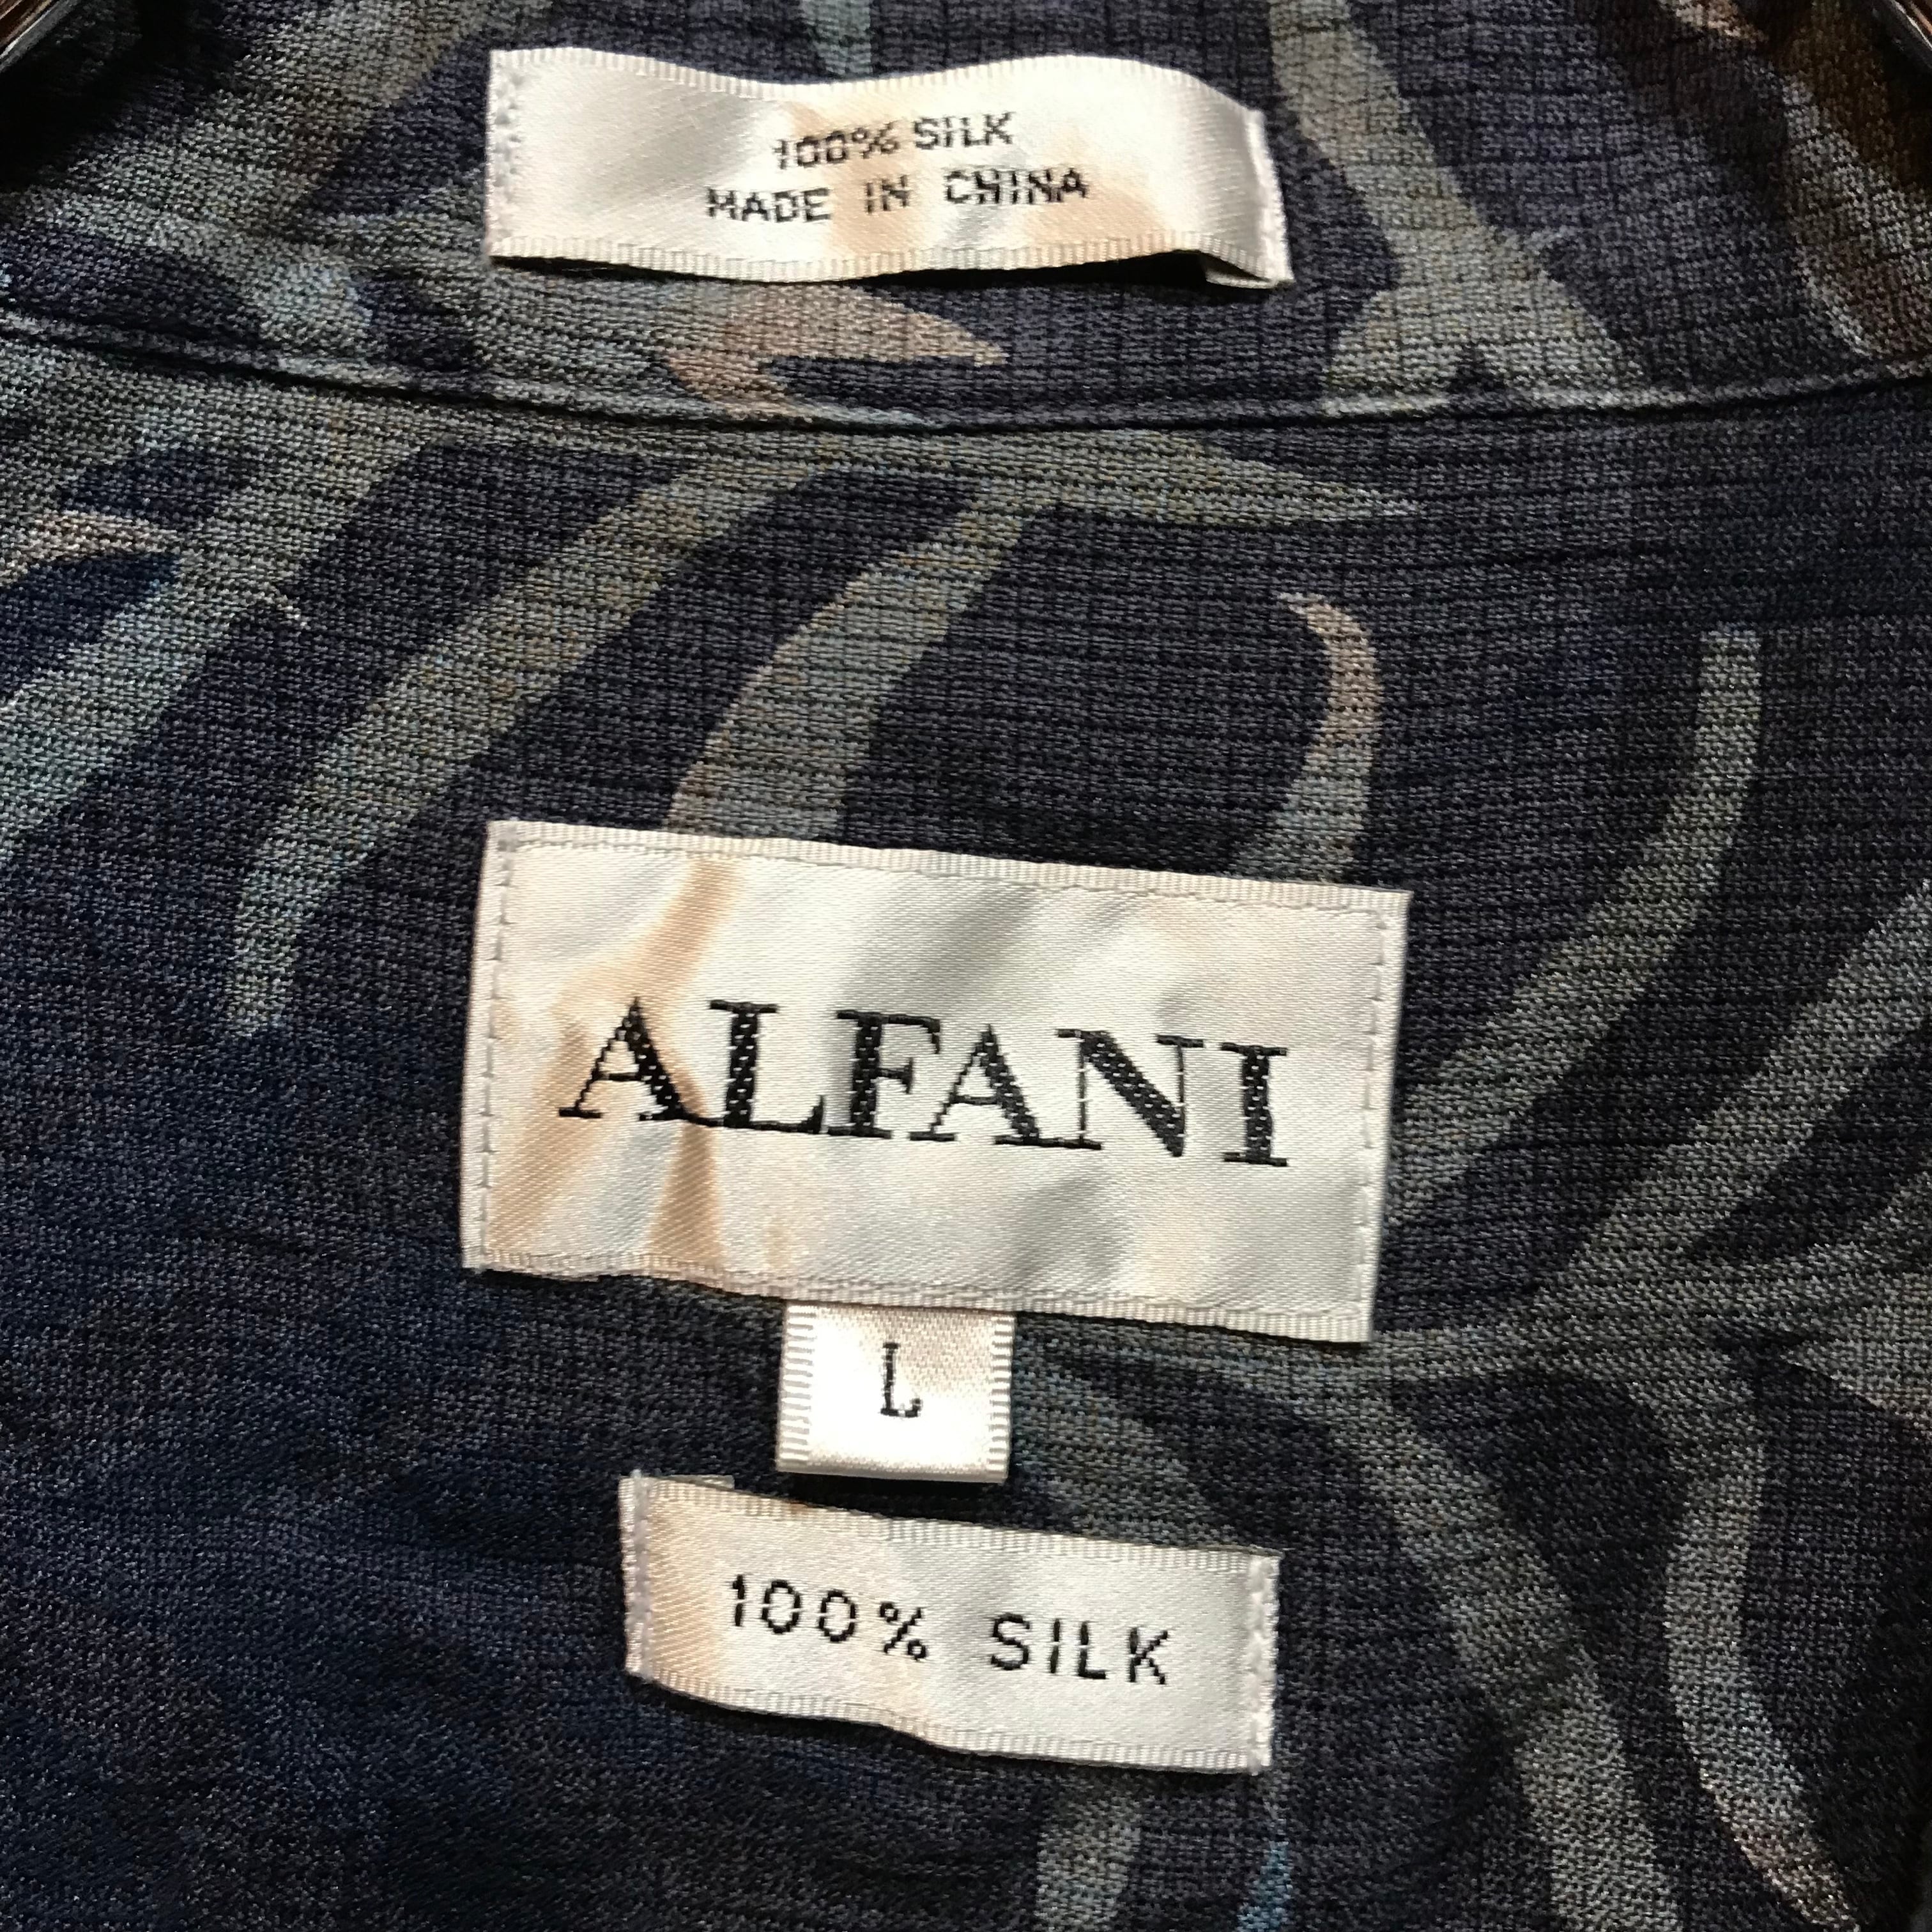 100% SILK
MADE IN CHINA
ALFANI
L
100% SILK